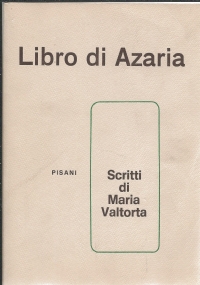 Libro di Azaria
PISANI
Scritti
di
Maria
Valtorta